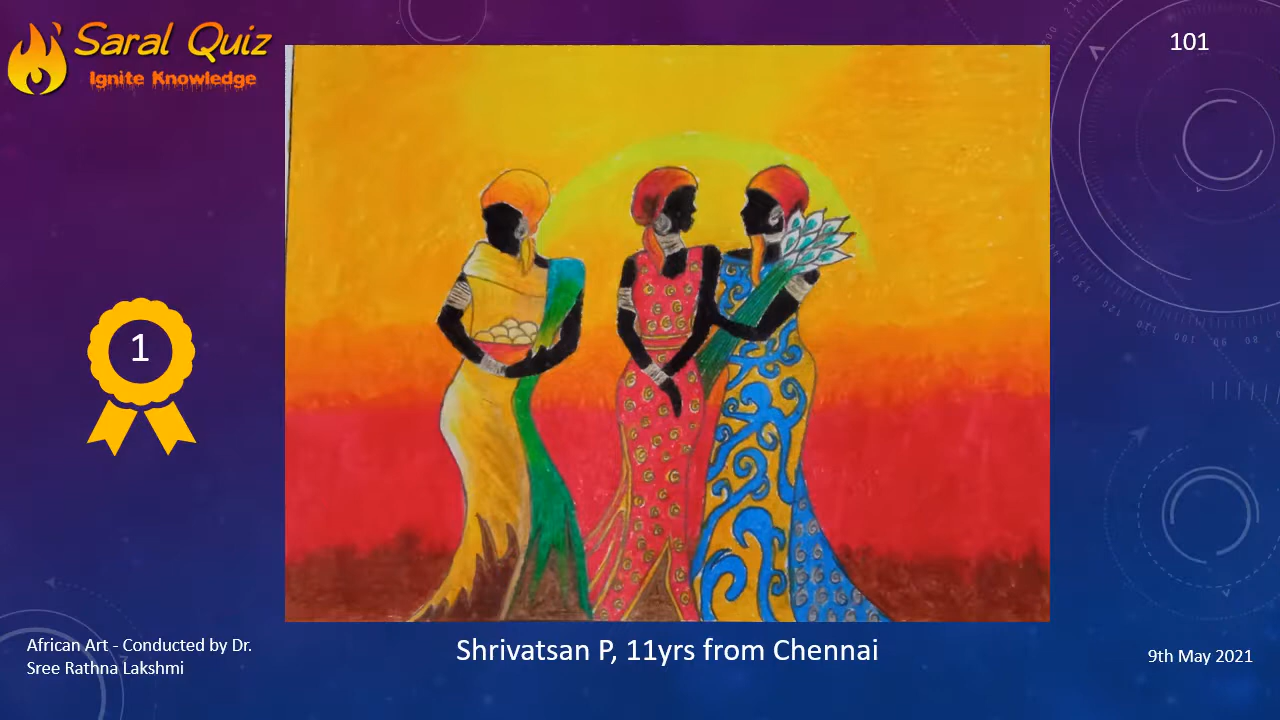 Saral Quiz
Ignite Knowledge
101
1
African Art - Conducted by Dr.
Sree Rathna Lakshmi
Shrivatsan P, 11yrs from Chennai
9th May 2021